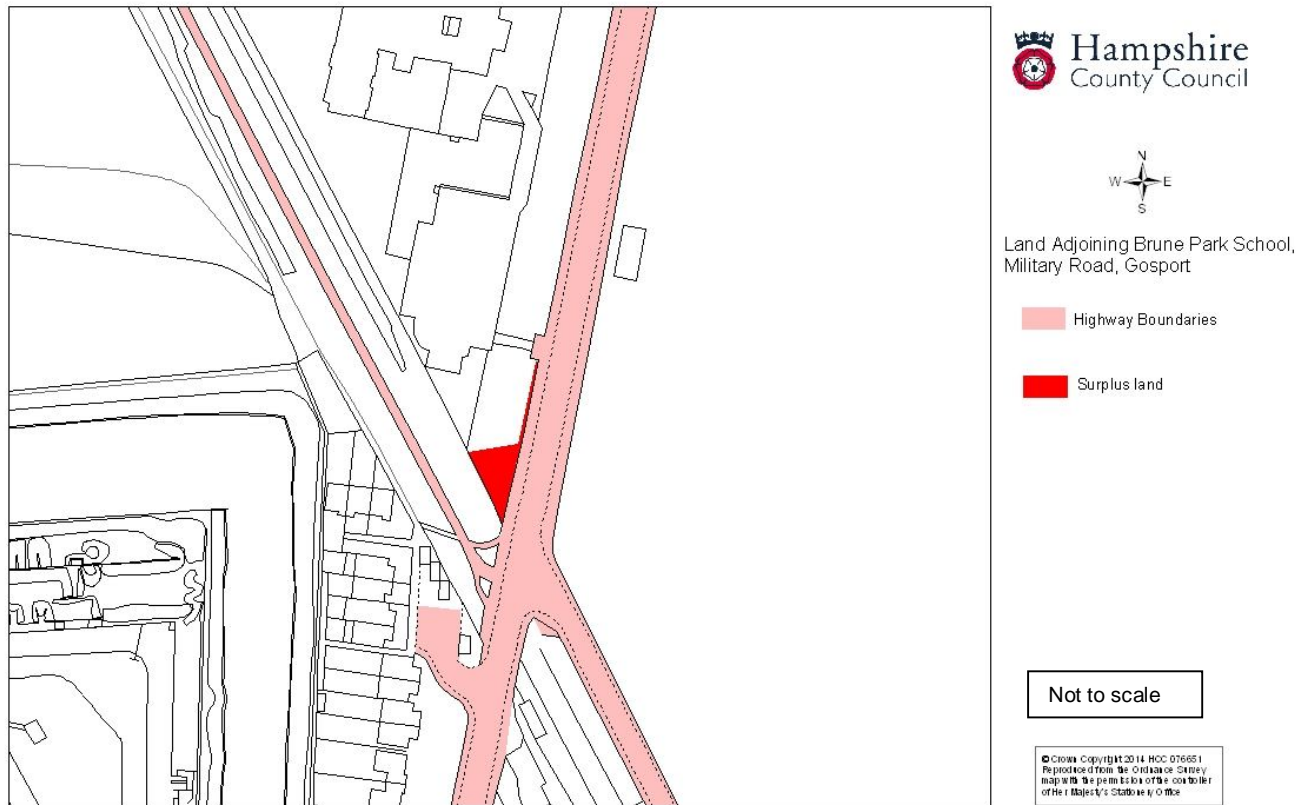 Hampshire
County Council
N
W E
S
Land Adjoining Brune Park School,
Military Road, Gosport
Highway Boundaries
Surplus land
Not to scale
© Crown Copyright 2014 HCC 076651
Reproduced from the Ordnance Survey
map with the permission of the controller
of Her Majesty's Stationery Office